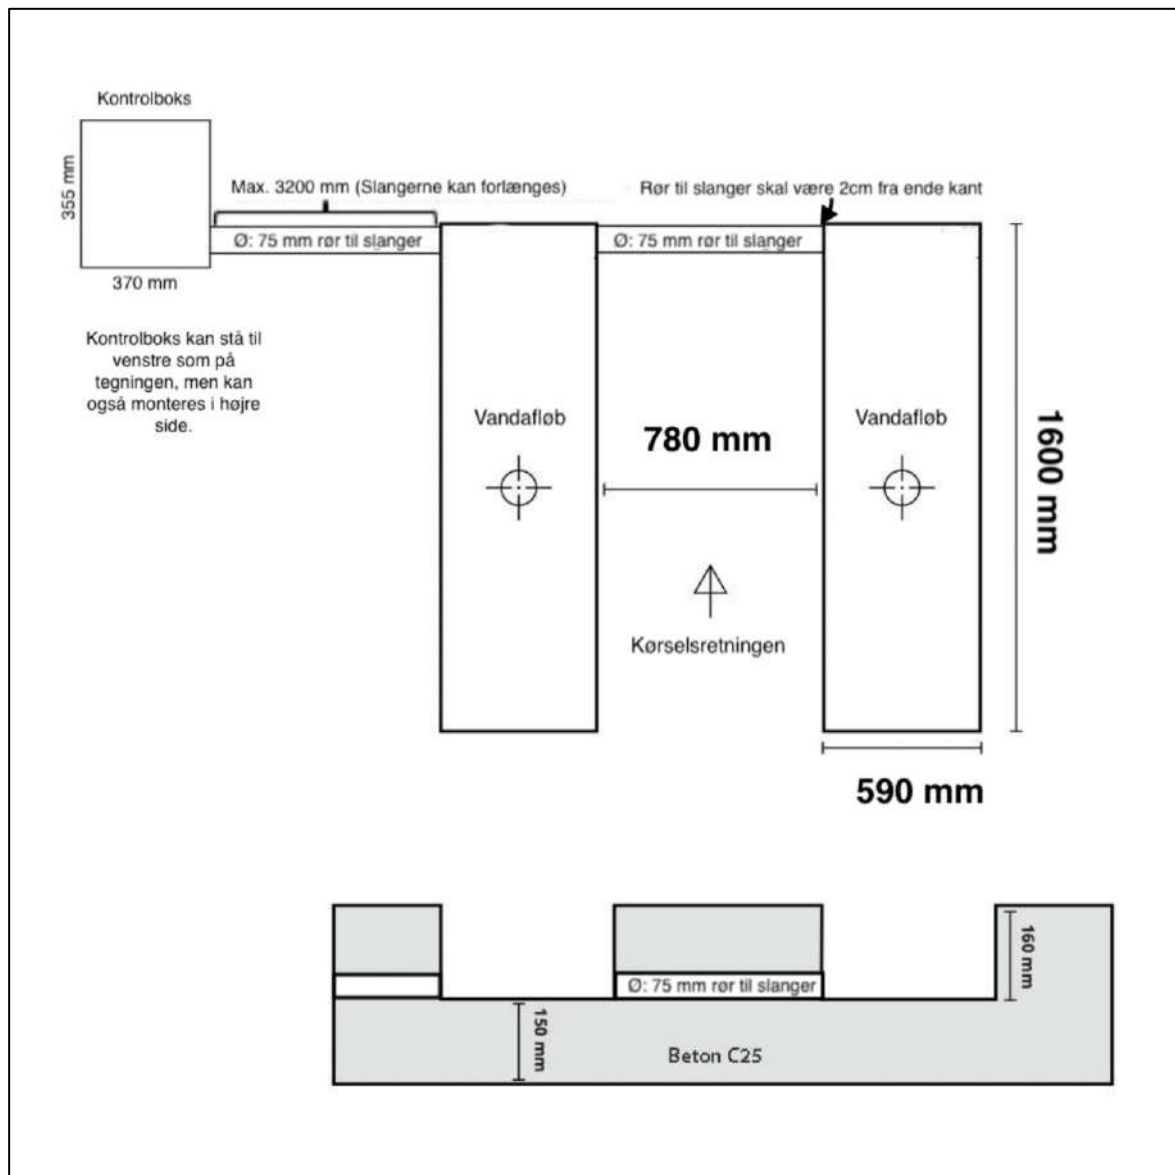 Kontrolboks
355 mm
370 mm
Max. 3200 mm (Slangerne kan forlænges)
Rør til slanger skal være 2cm fra ende kant
Ø: 75 mm rør til slanger
Ø: 75 mm rør til slanger
Kontrolboks kan stå til
venstre som på
tegningen, men kan
også monteres i højre
side.
Vandafløb
780 mm
Vandafløb
1600 mm
Kørselsretningen
590 mm
160 mm
Ø: 75 mm rør til slanger
150 mm
Beton C25